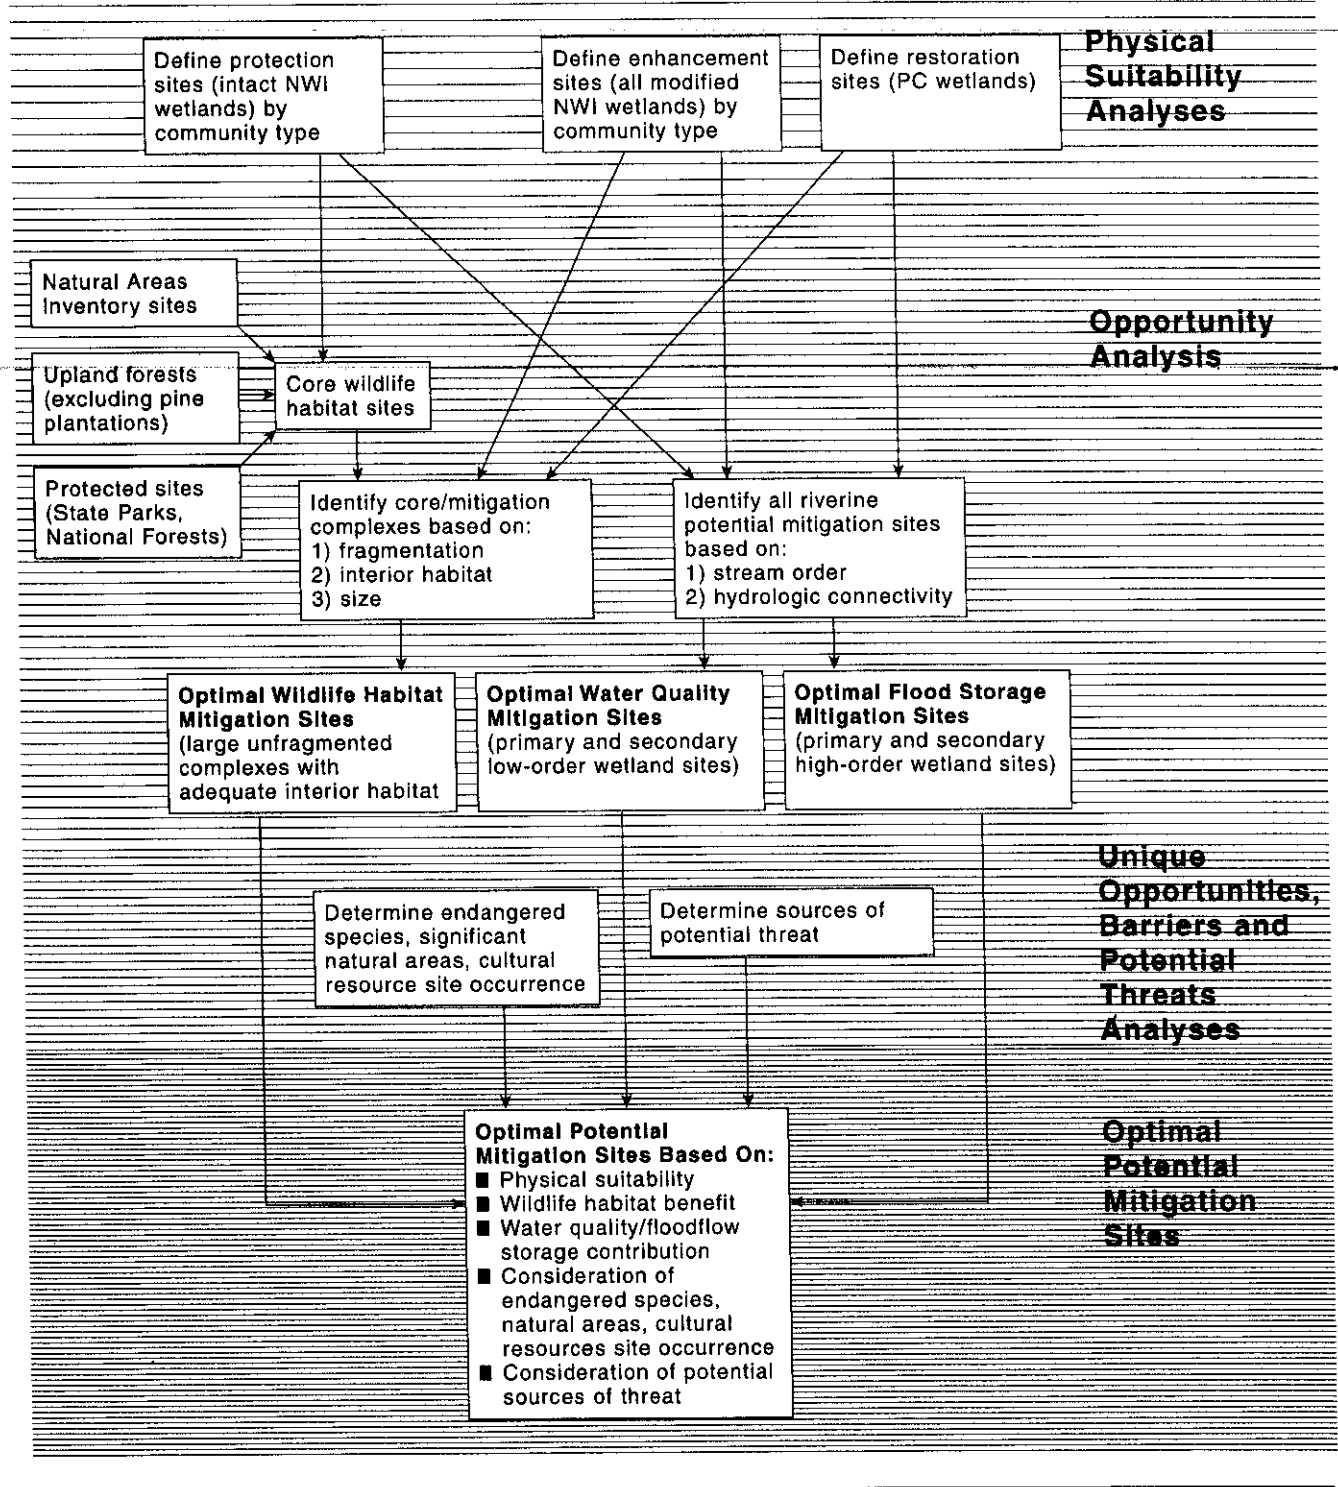 Define protection
sites (intact NWI
wetlands) by
community type
Define enhancement
sites (all modified
NWI wetlands) by
community type
Define restoration
sites (PC wetlands)
Physical
Suitability
Analyses
Natural Areas
Inventory sites
Upland forests
(excluding pine
plantations)
Protected sites
(State Parks,
National Forests)
Core wildlife
habitat sites
Opportunity
Analysis
Identify core/mitigation
complexes based on:
1) fragmentation
2) interior habitat
3) size
Identify all riverine
potential mitigation sites
based on:
1) stream order
2) hydrologic connectivity
Optimal Wildlife Habitat
Mitigation Sites
(large unfragmented
complexes with
adequate interior habitat
Optimal Water Quality
Mitigation Sites
(primary and secondary
low-order wetland sites)
Optimal Flood Storage
Mitigation Sites
(primary and secondary
high-order wetland sites)
Determine endangered
species, significant
natural areas, cultural
resource site occurrence
Determine sources of
potential threat
Unique
Opportunities,
Barriers and
Potential
Threats
Analyses
Optimal Potential
Mitigation Sites Based On:
■ Physical suitability
■ Wildlife habitat benefit
■ Water quality/floodflow
storage contribution
■ Consideration of
endangered species,
natural areas, cultural
resources site occurrence
■ Consideration of potential
sources of threat
Optimal
Potential
Mitigation
Sites